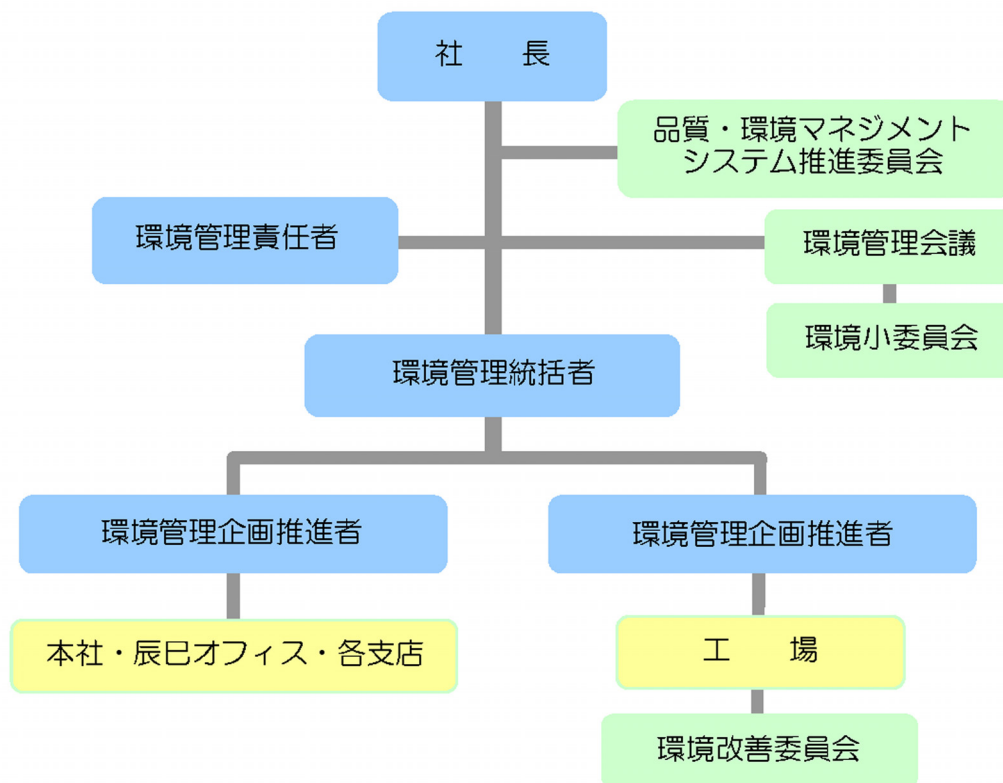 社　長
品質・環境マネジメント
システム推進委員会
環境管理責任者
環境管理会議
環境小委員会
環境管理統括者
環境管理企画推進者
環境管理企画推進者
本社・辰巳オフィス・各支店
工　場
環境改善委員会